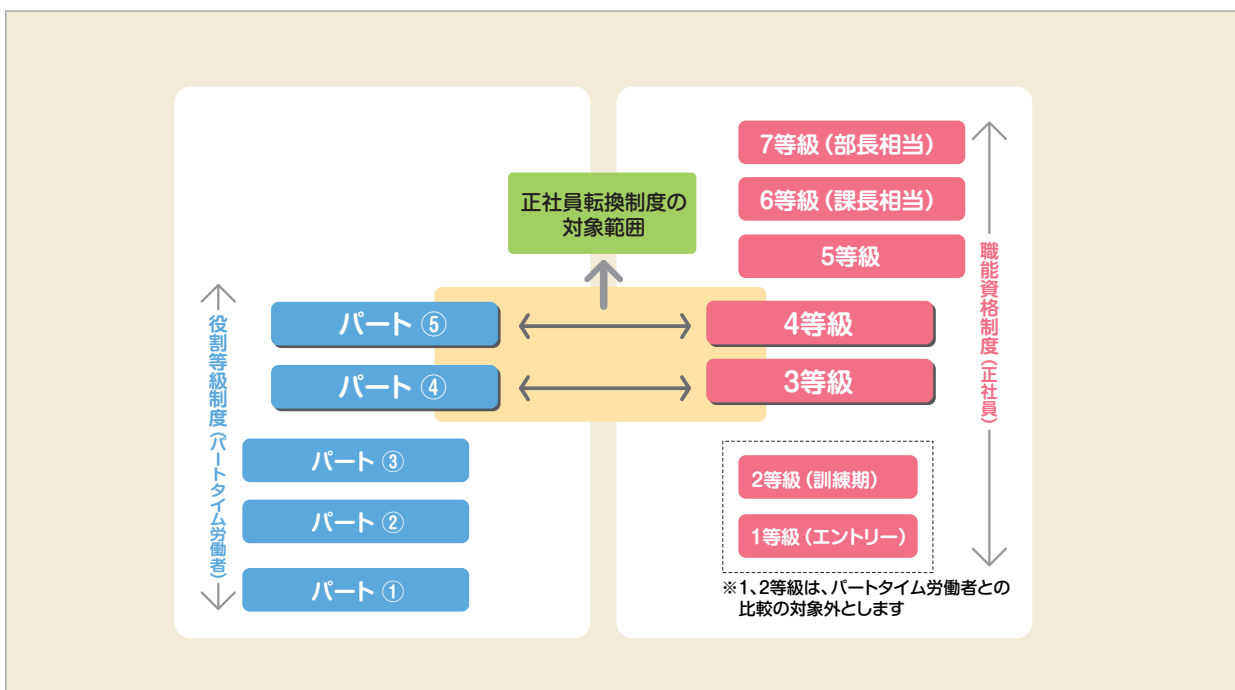 正社員転換制度の
対象範囲
役割等級制度(パートタイム労働者)
パート ⑤
パート ④
パート ③
パート ②
パート ①
7等級(部長相当)
6等級(課長相当)
5等級
4等級
3等級
2等級(訓練期)
1等級(エントリー)
※1、2等級は、パートタイム労働者との
比較の対象外とします
職能資格制度(正社員)